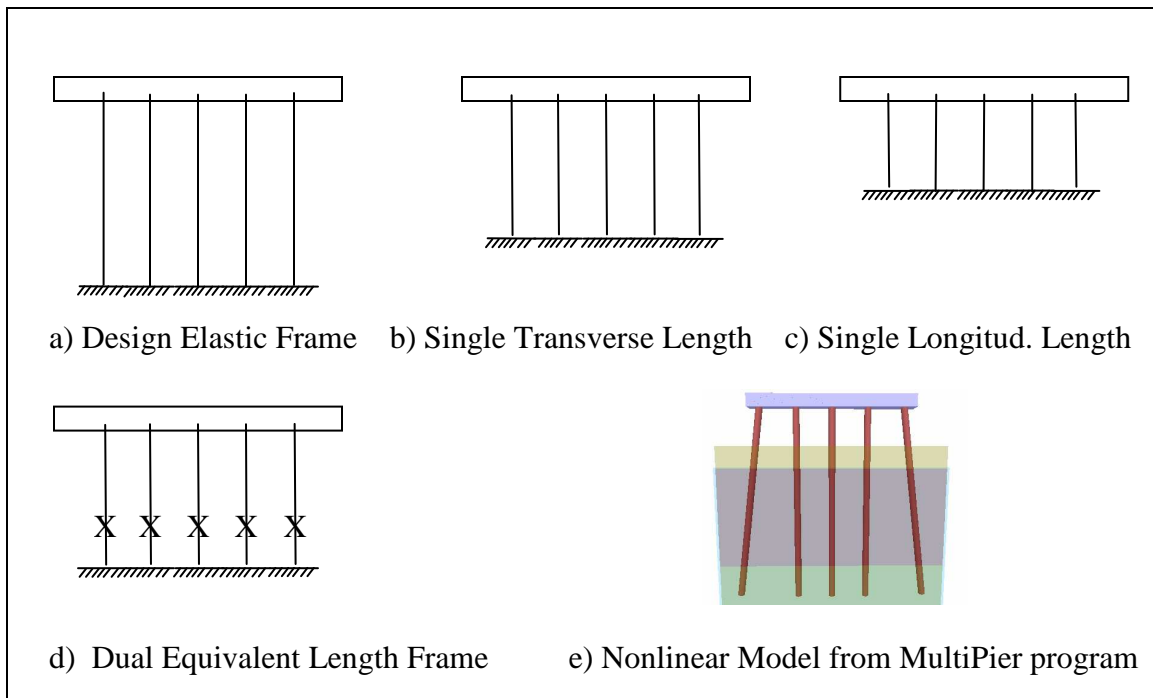 a) Design Elastic Frame b) Single Transverse Length c) Single Longitud. Length
X X X X X
d) Dual Equivalent Length Frame e) Nonlinear Model from MultiPier program